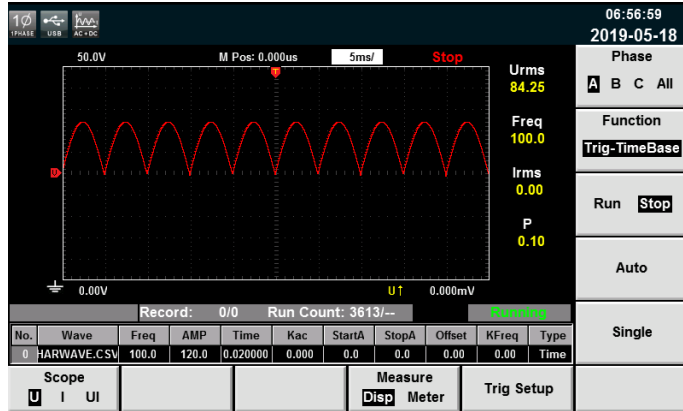 1Ø
1PHASE
USB
AC+DC
06:56:59
2019-05-18
50.0V
M Pos: 0.000us
5ms/
Stop
T
U
Urms
84.25
Freq
100.0
Irms
0.00
P
0.10
0.00V
U↑
0.000mV
Record: 0/0 Run Count: 3613/--
Running
No. Wave Freq AMP Time Kac StartA StopA Offset KFreq Type
0 HARWAVE.CSV 100.0 120.0 0.020000 0.000 0.0 0.0 0.00 0.00 Time
Phase
A B C All
Function
Trig-TimeBase
Run Stop
Auto
Single
Scope
U I UI
Measure
Disp Meter
Trig Setup